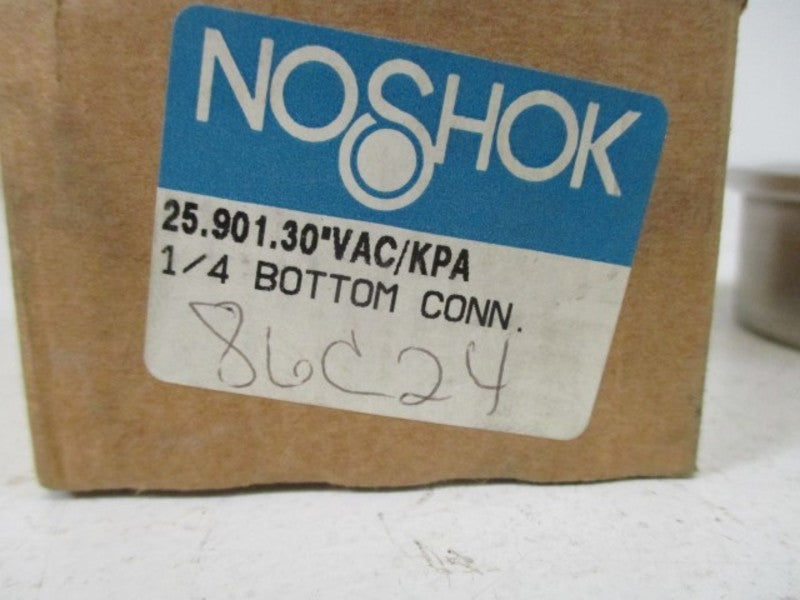 NOSHOK
25.901.30"VAC/KPA
1/4 BOTTOM CONN.
86C24